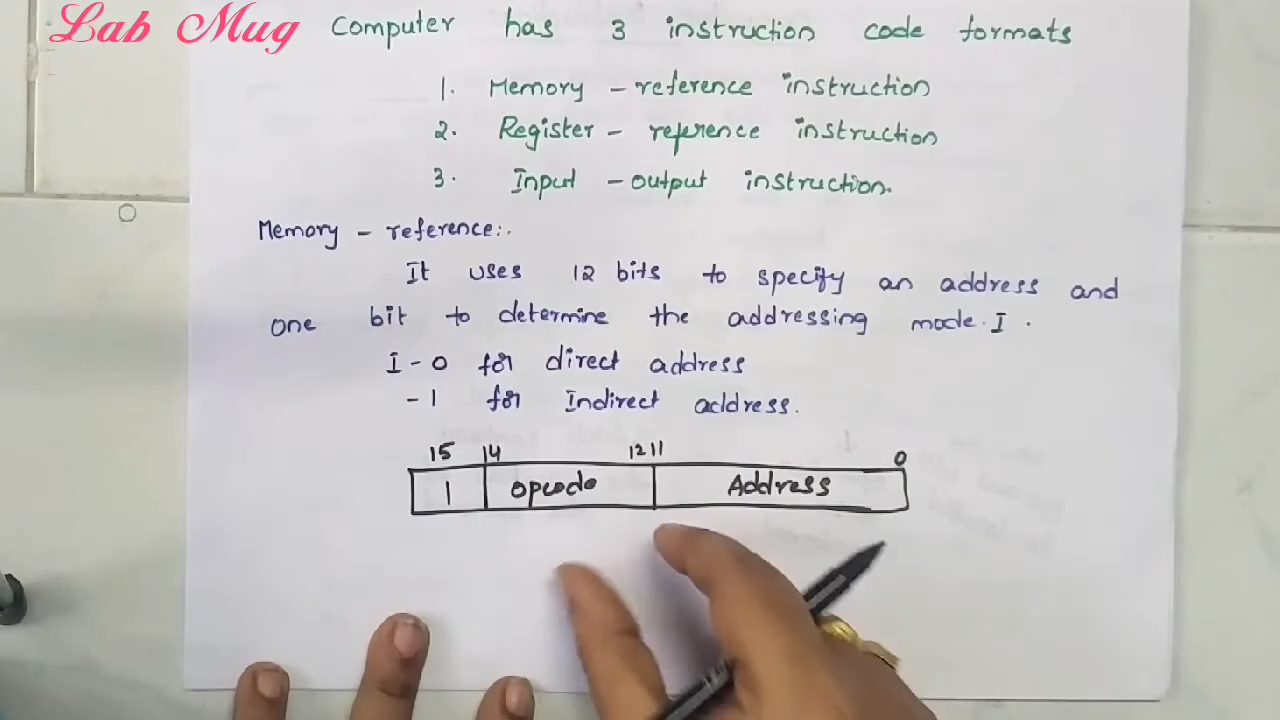 Lab Mug
Computer has 3 instruction code formats
1. Memory - reference instruction
2. Register - reference instruction
3. Input - output instruction.
Memory - reference:.
It uses 12 bits to specify an address and
one bit to determine the addressing mode. I.
I - 0 for direct address
- 1 for Indirect address.
15 14 12 11 0
1 opcode Address